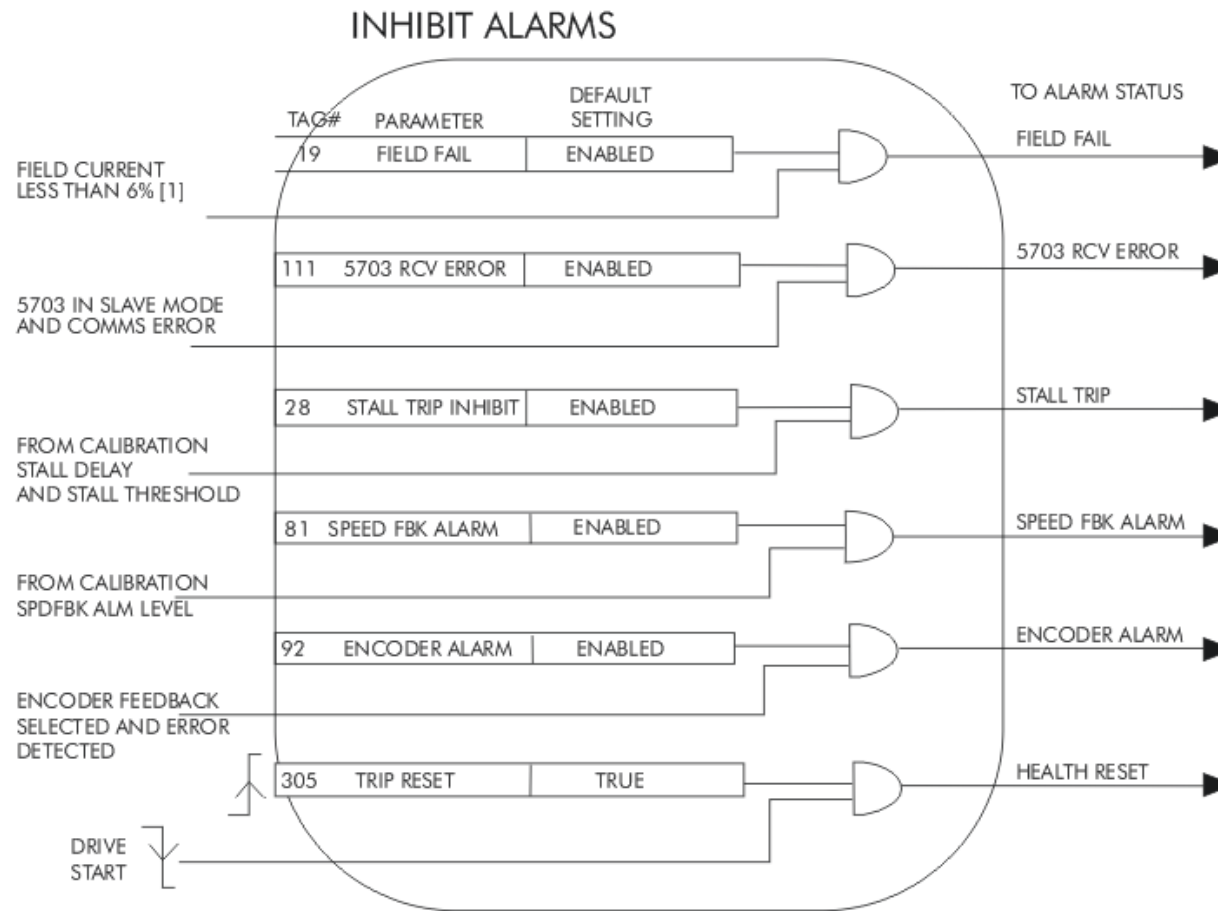 INHIBIT ALARMS
TAG# PARAMETER DEFAULT
SETTING
TO ALARM STATUS
19 FIELD FAIL ENABLED
FIELD FAIL
FIELD CURRENT
LESS THAN 6% [1]
111 5703 RCV ERROR ENABLED
5703 RCV ERROR
5703 IN SLAVE MODE
AND COMMS ERROR
28 STALL TRIP INHIBIT ENABLED
STALL TRIP
FROM CALIBRATION
STALL DELAY
AND STALL THRESHOLD
81 SPEED FBK ALARM ENABLED
SPEED FBK ALARM
FROM CALIBRATION
SPDFBK ALM LEVEL
92 ENCODER ALARM ENABLED
ENCODER ALARM
ENCODER FEEDBACK
SELECTED AND ERROR
DETECTED
305 TRIP RESET TRUE
HEALTH RESET
DRIVE
START